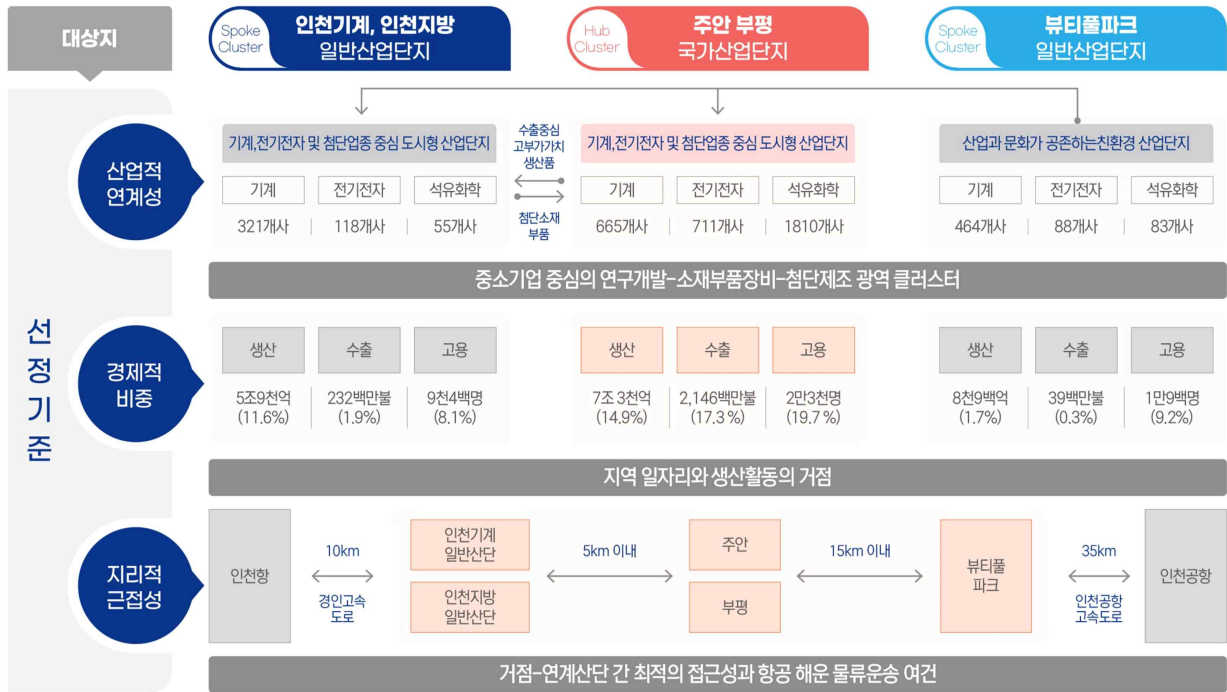 대상지
Spoke
Cluster
인천기계, 인천지방
일반산업단지
Hub
Cluster
주안 부평
국가산업단지
Spoke
Cluster
뷰티풀파크
일반산업단지
선정기준
산업적
연계성
기계,전기전자 및 첨단업종 중심 도시형 산업단지
기계 전기전자 석유화학
321개사 118개사 55개사
수출중심
고부가가치
생산품
첨단소재
부품
기계,전기전자 및 첨단업종 중심 도시형 산업단지
기계 전기전자 석유화학
665개사 711개사 1810개사
산업과 문화가 공존하는친환경 산업단지
기계 전기전자 석유화학
464개사 88개사 83개사
중소기업 중심의 연구개발-소재부품장비-첨단제조 광역 클러스터
경제적
비중
생산 수출 고용
5조9천억 232백만불 9천4백명
(11.6%) (1.9%) (8.1%)
생산 수출 고용
7조 3천억 2,146백만불 2만3천명
(14.9%) (17.3 %) (19.7 %)
생산 수출 고용
8천9백억 39백만불 1만9백명
(1.7%) (0.3%) (9.2%)
지역 일자리와 생산활동의 거점
지리적
근접성
인천항
10km
경인고속
도로
인천기계
일반산단
인천지방
일반산단
5km 이내
주안
부평
15km 이내
뷰티풀
파크
35km
인천공항
고속도로
인천공항
거점-연계산단 간 최적의 접근성과 항공 해운 물류운송 여건